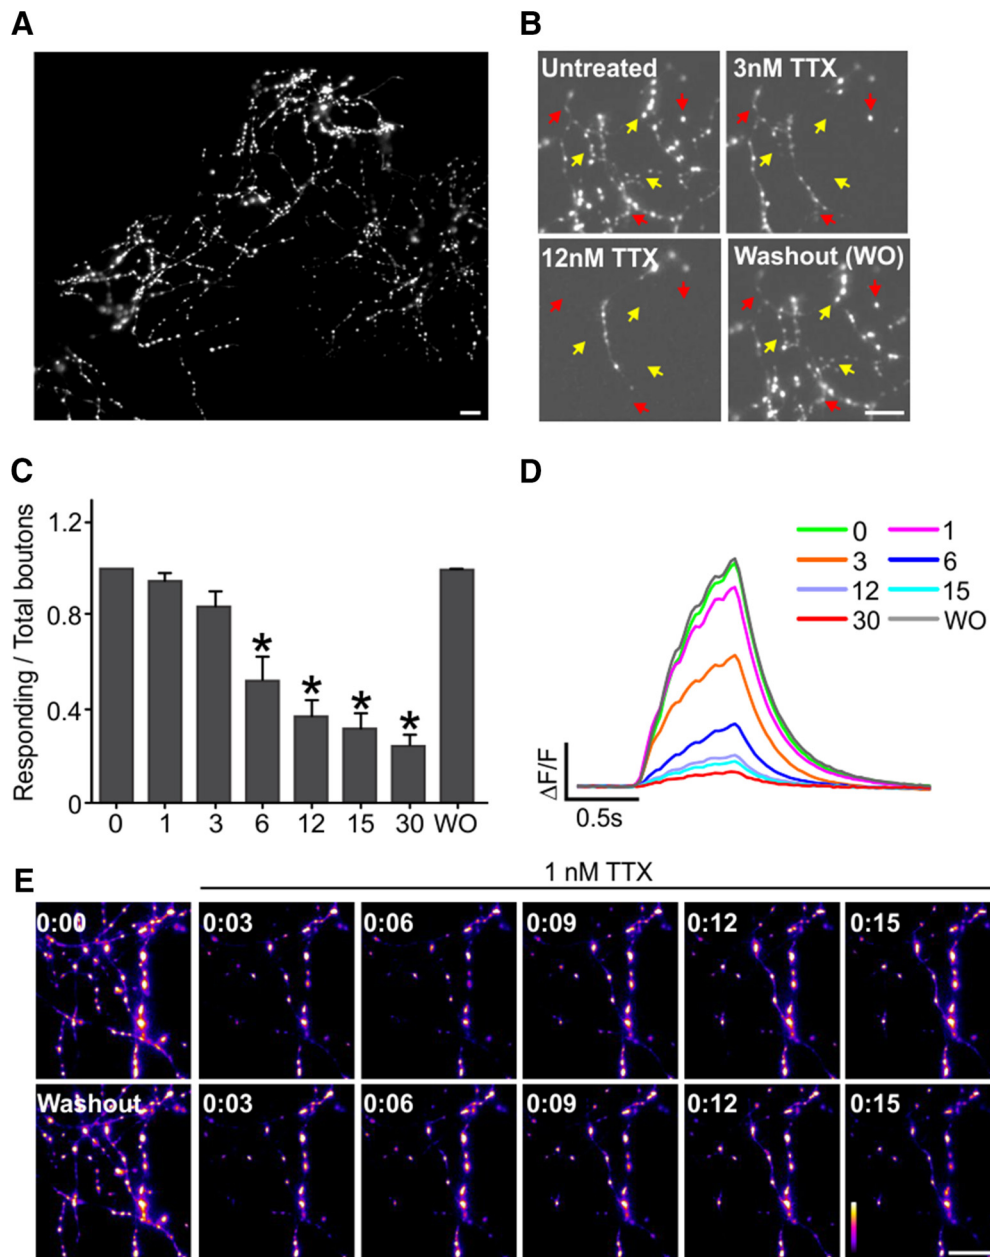 A
B
Untreated
3nM TTX
12nM TTX
Washout (WO)
C
D
Responding / Total boutons
1.2
0.8
0.4
0
0 1 3 6 12 15 30 WO
* * * *
0 1
3 6
12 15
30 WO
ΔF/F
0.5s
E
1 nM TTX
0:00 0:03 0:06 0:09 0:12 0:15
Washout 0:03 0:06 0:09 0:12 0:15